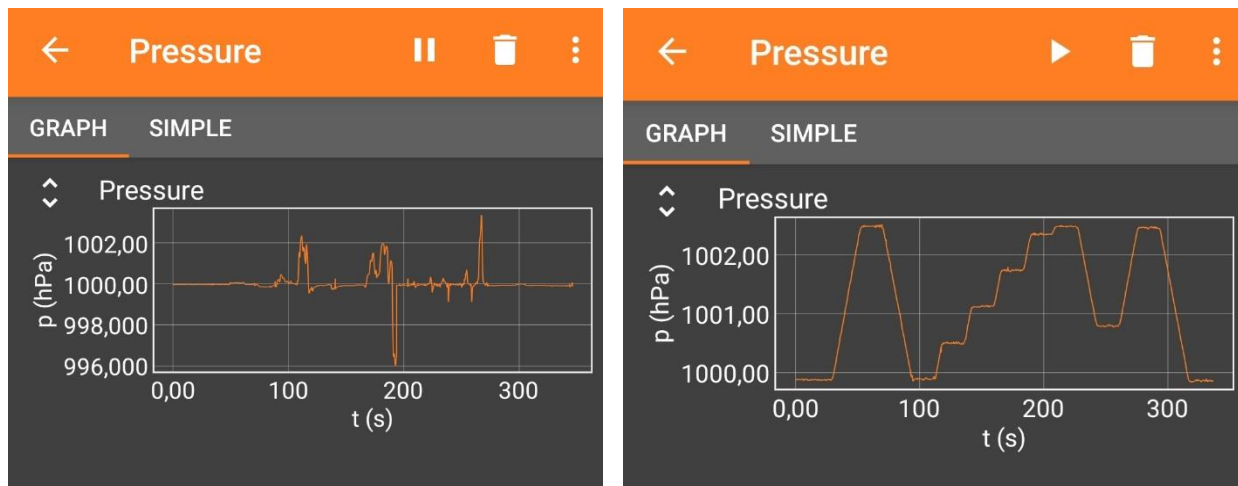 Pressure
GRAPH SIMPLE
Pressure
p (hPa)
1002,00
1000,00
998,000
996,000
0,00 100 200 300
t (s)
Pressure
GRAPH SIMPLE
Pressure
p (hPa)
1002,00
1001,00
1000,00
0,00 100 200 300
t (s)